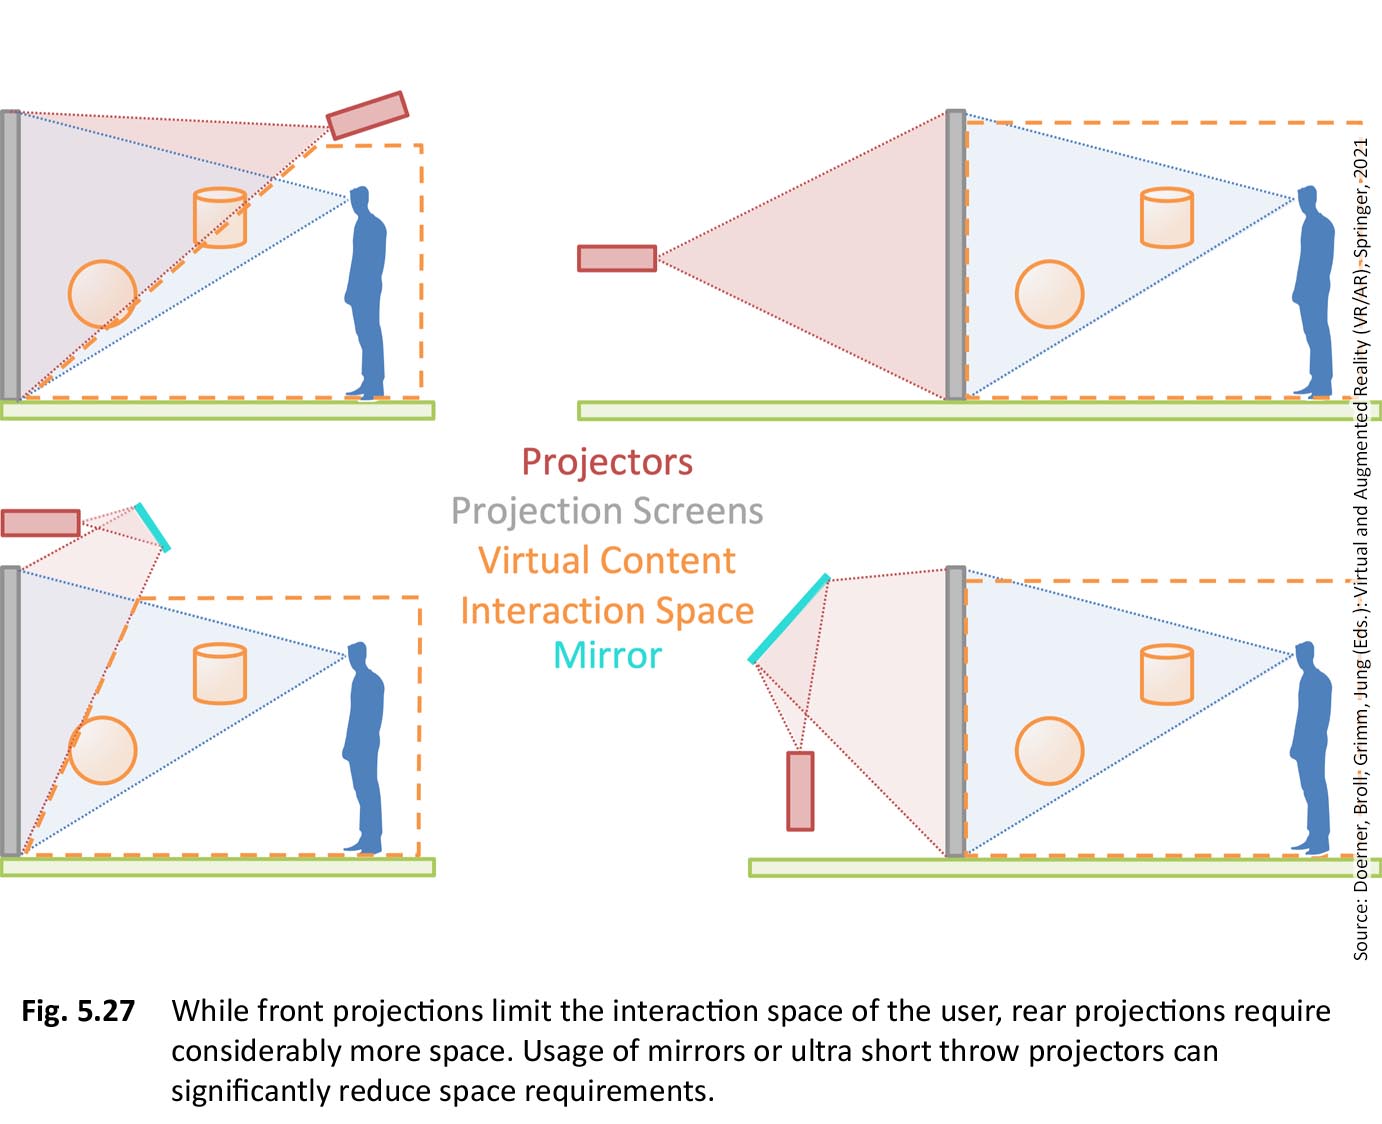 Projectors
Projection Screens
Virtual Content
Interaction Space
Mirror
Source: Doerner, Broll, Grimm, Jung (Eds.): Virtual and Augmented Reality (VR/AR), Springer, 2021
Fig. 5.27 While front projections limit the interaction space of the user, rear projections require
considerably more space. Usage of mirrors or ultra short throw projectors can
significantly reduce space requirements.